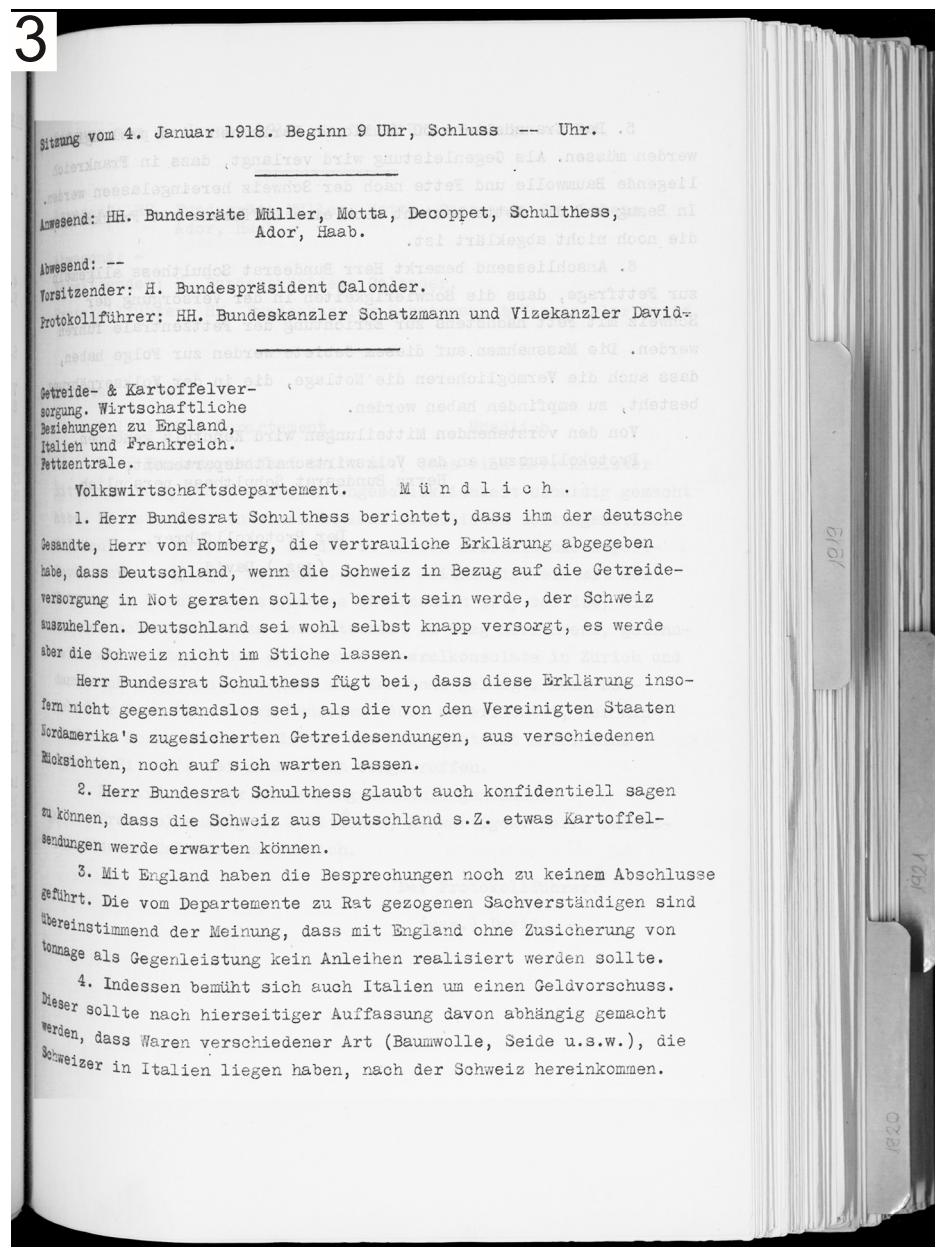 3
Sitzung vom 4. Januar 1918. Beginn 9 Uhr, Schluss -- Uhr.
Anwesend: HH. Bundesräte Müller, Motta, Decoppet, Schulthess,
Ador, Haab.
Abwesend: --
Vorsitzender: H. Bundespräsident Calonder.
Protokollführer: HH. Bundeskanzler Schatzmann und Vizekanzler David.
Getreide- & Kartoffelver-
sorgung. Wirtschaftliche
Beziehungen zu England,
Italien und Frankreich.
Fettzentrale.
Volkswirtschaftsdepartement. M ü n d l i c h .
1. Herr Bundesrat Schulthess berichtet, dass ihm der deutsche
Gesandte, Herr von Romberg, die vertrauliche Erklärung abgegeben
habe, dass Deutschland, wenn die Schweiz in Bezug auf die Getreide-
versorgung in Not geraten sollte, bereit sein werde, der Schweiz
auszuhelfen. Deutschland sei wohl selbst knapp versorgt, es werde
aber die Schweiz nicht im Stiche lassen.
Herr Bundesrat Schulthess fügt bei, dass diese Erklärung inso-
fern nicht gegenstandslos sei, als die von den Vereinigten Staaten
Nordamerika's zugesicherten Getreidesendungen, aus verschiedenen
Rücksichten, noch auf sich warten lassen.
2. Herr Bundesrat Schulthess glaubt auch konfidentiell sagen
zu können, dass die Schweiz aus Deutschland s.Z. etwas Kartoffel-
sendungen werde erwarten können.
3. Mit England haben die Besprechungen noch zu keinem Abschlusse
geführt. Die vom Departemente zu Rat gezogenen Sachverständigen sind
übereinstimmend der Meinung, dass mit England ohne Zusicherung von
tonnage als Gegenleistung kein Anleihen realisiert werden sollte.
4. Indessen bemüht sich auch Italien um einen Geldvorschuss.
Dieser sollte nach hierseitiger Auffassung davon abhängig gemacht
werden, dass Waren verschiedener Art (Baumwolle, Seide u.s.w.), die
Schweizer in Italien liegen haben, nach der Schweiz hereinkommen.
1919
1921
1920